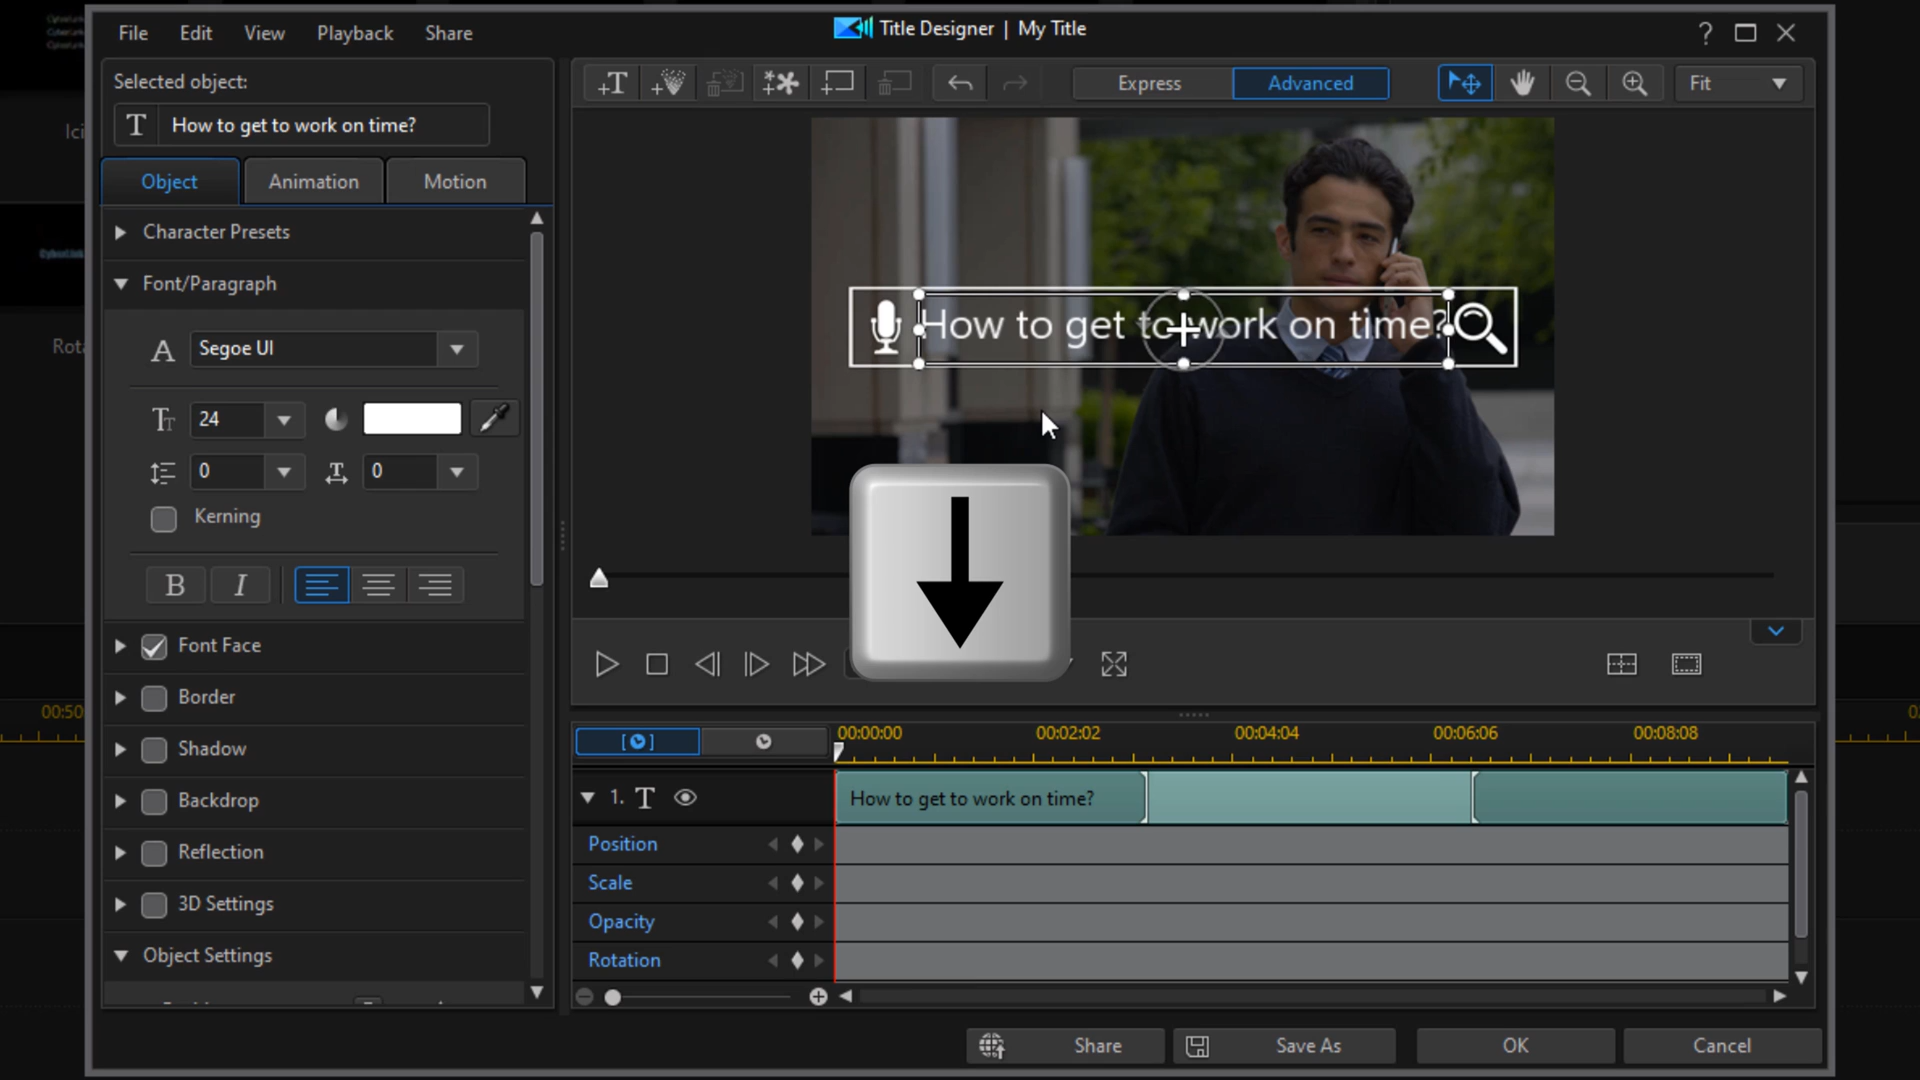 File Edit View Playback Share
Title Designer | My Title
?
Selected object:
T How to get to work on time?
Object Animation Motion
Character Presets
Font/Paragraph
A Segoe UI
24
0 0
Kerning
B I
Font Face
Border
Shadow
Backdrop
Reflection
3D Settings
Object Settings
Express Advanced Fit
How to get to work on time?
00:00:00 00:02:02 00:04:04 00:06:06 00:08:08
1. T How to get to work on time?
Position
Scale
Opacity
Rotation
Share Save As OK Cancel
Ici
Rota
00:50